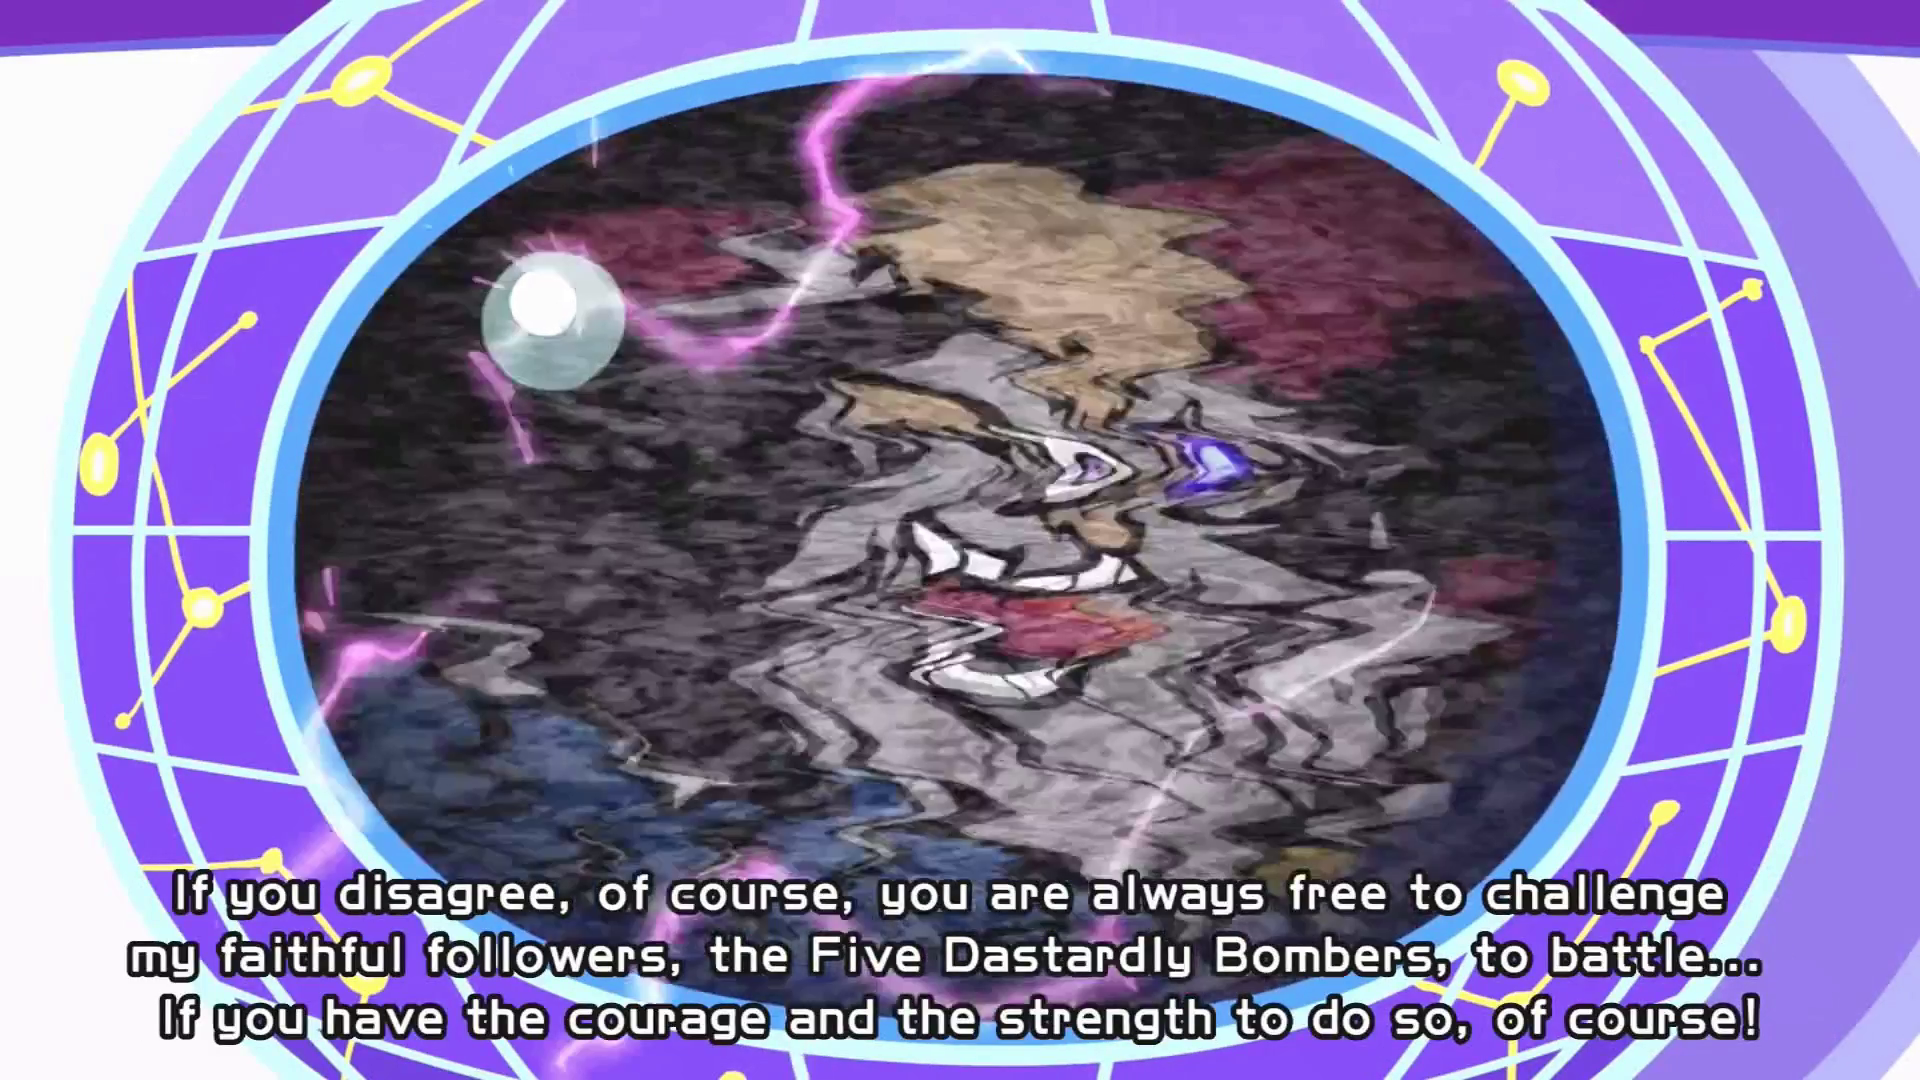 If you disagree, of course, you are always free to challenge
my faithful followers, the Five Dastardly Bombers, to battle...
If you have the courage and the strength to do so, of course!